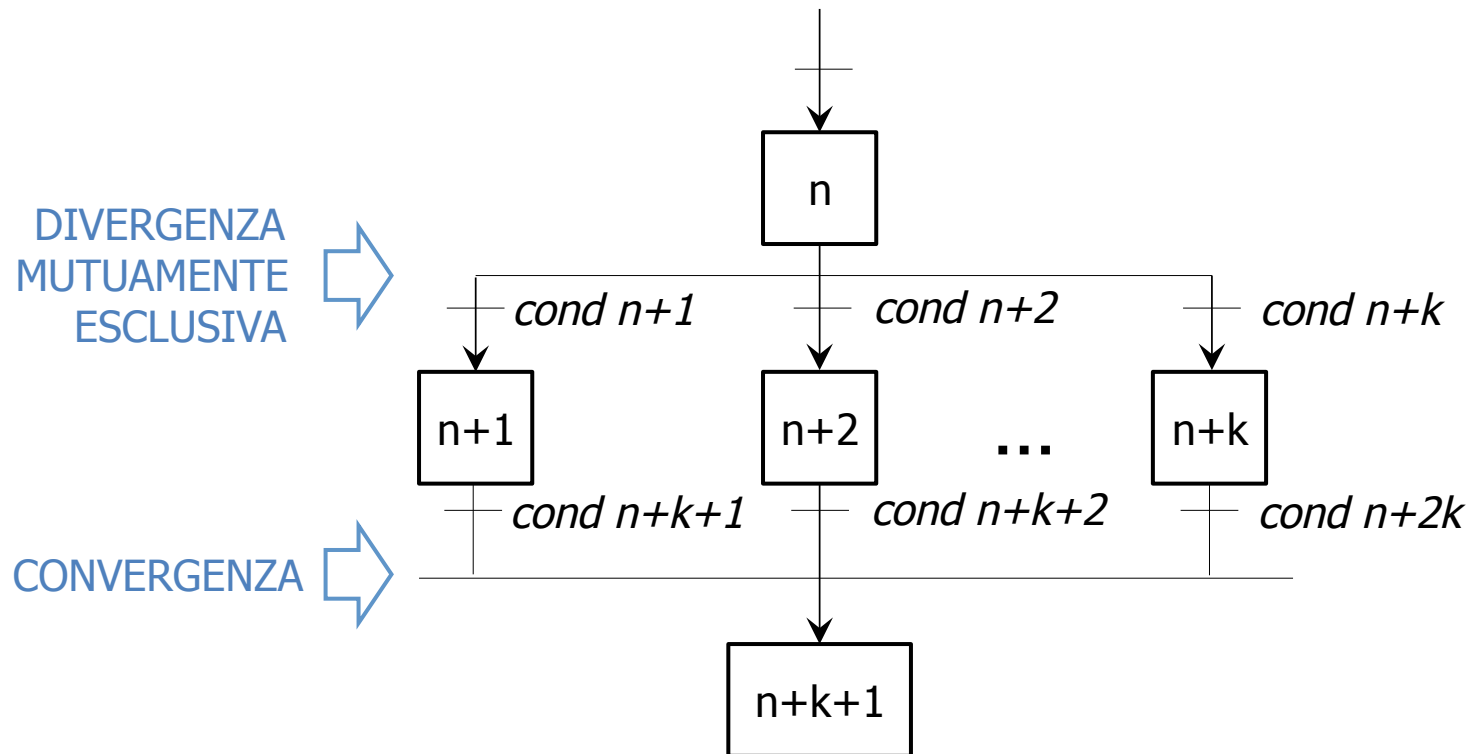 n
DIVERGENZA
MUTUAMENTE
ESCLUSIVA
cond n+1
cond n+2
cond n+k
n+1
n+2
...
n+k
cond n+k+1
cond n+k+2
cond n+2k
CONVERGENZA
n+k+1